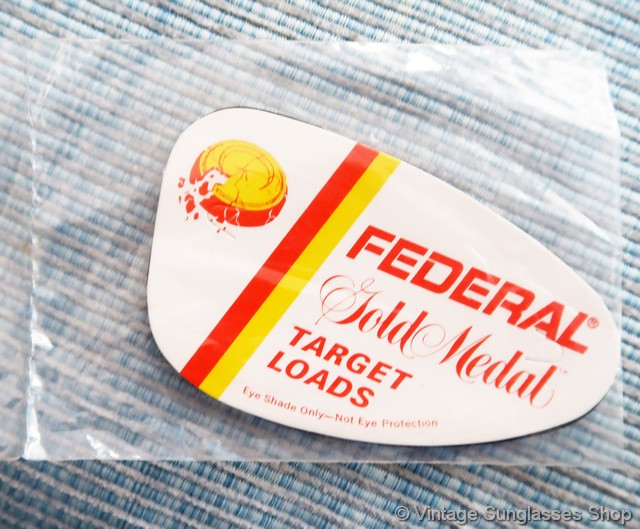 FEDERAL®
Gold Medal™
TARGET
LOADS
Eye Shade Only—Not Eye Protection
© Vintage Sunglasses Shop